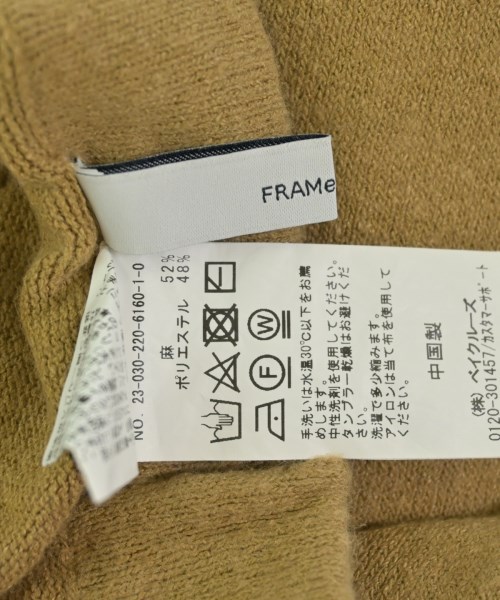 FRAMe
NO. 23-030-220-6160-1-0
麻 52%
ポリエステル 48%
手洗いは水温30℃以下をお薦
めします。
中性洗剤を使用してください。
タンブラー乾燥はお避けくだ
さい。
洗濯で多少縮みます。
アイロンは当て布を使用して
ください。
中国製
(株) ベイクルーズ
0120-301457/カスタマーサポート